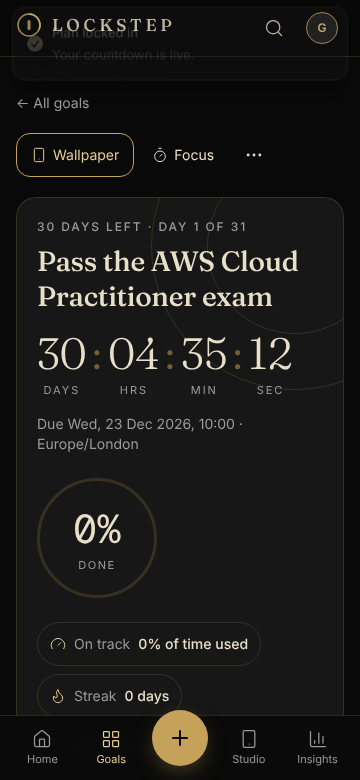 LOCKSTEP
G
Plan locked in
Your countdown is live.
← All goals
Wallpaper
Focus
30 DAYS LEFT · DAY 1 OF 31
Pass the AWS Cloud
Practitioner exam
30 : 04 : 35 : 12
DAYS HRS MIN SEC
Due Wed, 23 Dec 2026, 10:00 ·
Europe/London
0%
DONE
On track 0% of time used
Streak 0 days
Home
Goals
Studio
Insights